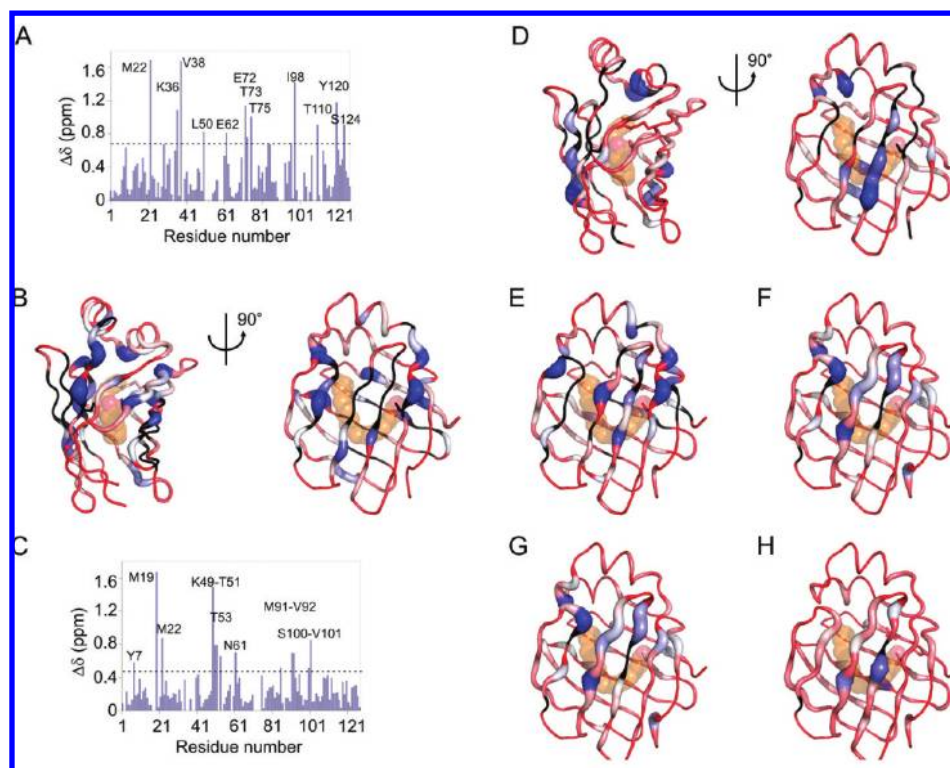 A
Δδ (ppm)
1.6
1.2
0.8
0.4
0
M22
K36
V38
L50
E62
E72
T73
T75
I98
T110
Y120
S124
1 21 41 61 81 101 121
Residue number
B
90°
C
Δδ (ppm)
1.6
1.2
0.8
0.4
0
Y7
M19
M22
K49-T51
T53
N61
M91-V92
S100-V101
1 21 41 61 81 101 121
Residue number
D
90°
E
F
G
H